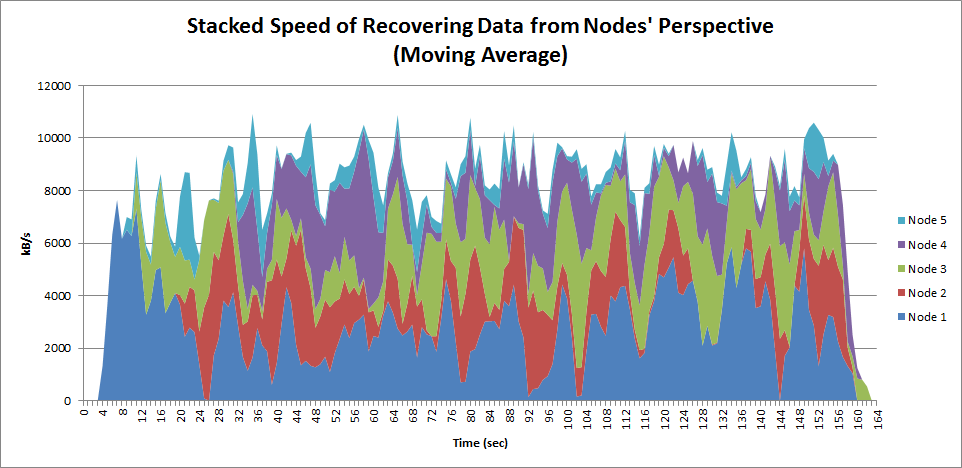 Stacked Speed of Recovering Data from Nodes' Perspective
(Moving Average)
12000
10000
8000
6000
4000
2000
0
kB/s
Node 5
Node 4
Node 3
Node 2
Node 1
0 4 8 12 16 20 24 28 32 36 40 44 48 52 56 60 64 68 72 76 80 84 88 92 96 100 104 108 112 116 120 124 128 132 136 140 144 148 152 156 160 164
Time (sec)